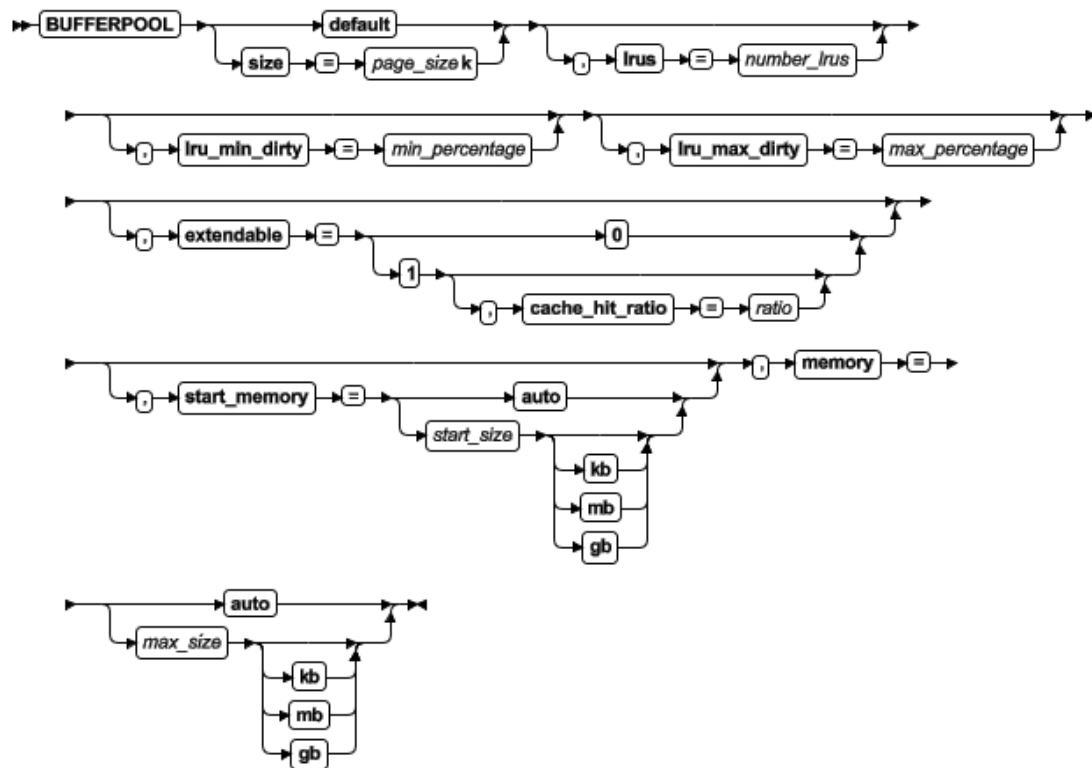 BUFFERPOOL default
size = page_size k , lrus = number_lrus
, lru_min_dirty = min_percentage , lru_max_dirty = max_percentage
, extendable = 0
1
, cache_hit_ratio = ratio
, memory =
, start_memory = auto
start_size
kb
mb
gb
auto
max_size
kb
mb
gb